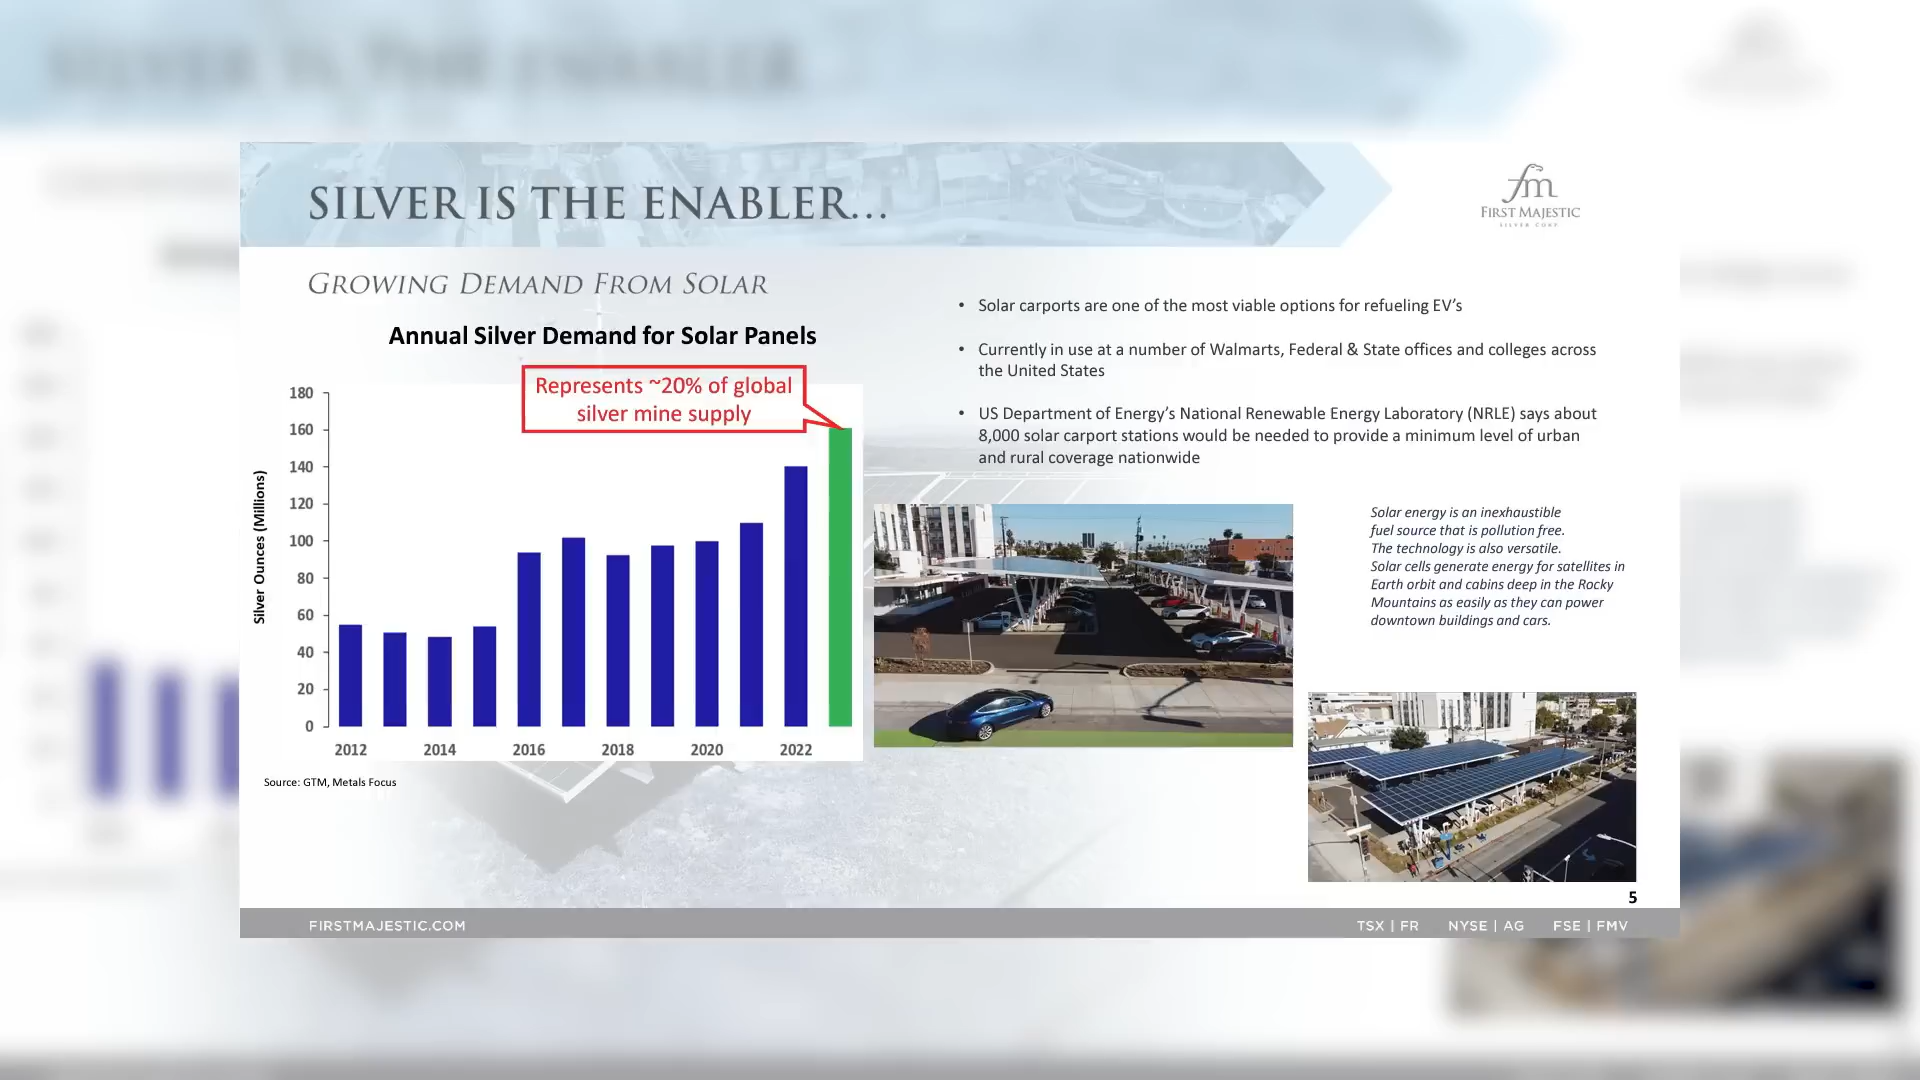 SILVER IS THE ENABLER...
fm
FIRST MAJESTIC
SILVER CORP
GROWING DEMAND FROM SOLAR
Annual Silver Demand for Solar Panels
Represents ~20% of global
silver mine supply
Silver Ounces (Millions)
180
160
140
120
100
80
60
40
20
0
2012
2014
2016
2018
2020
2022
Source: GTM, Metals Focus
• Solar carports are one of the most viable options for refueling EV’s
• Currently in use at a number of Walmarts, Federal & State offices and colleges across
the United States
• US Department of Energy’s National Renewable Energy Laboratory (NRLE) says about
8,000 solar carport stations would be needed to provide a minimum level of urban
and rural coverage nationwide
Solar energy is an inexhaustible
fuel source that is pollution free.
The technology is also versatile.
Solar cells generate energy for satellites in
Earth orbit and cabins deep in the Rocky
Mountains as easily as they can power
downtown buildings and cars.
5
FIRSTMAJESTIC.COM
TSX | FR NYSE | AG FSE | FMV